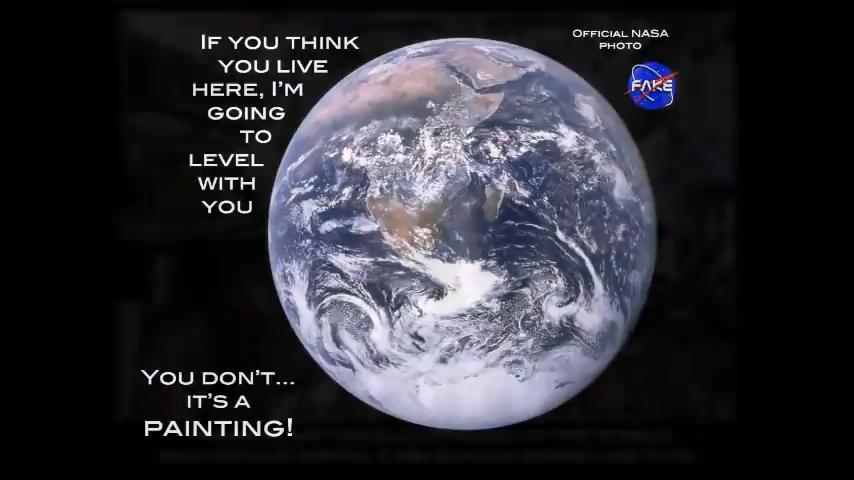 IF YOU THINK
YOU LIVE
HERE, I'M
GOING
TO
LEVEL
WITH
YOU
OFFICIAL NASA
PHOTO
FAKE
YOU DON'T...
IT'S A
PAINTING!